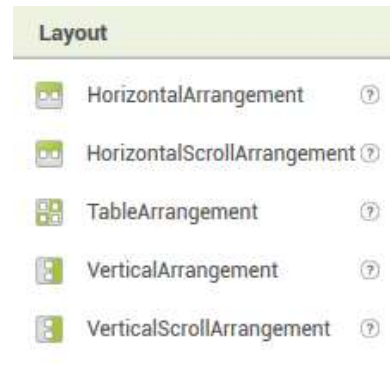 Layout
HorizontalArrangement ?
HorizontalScrollArrangement ?
TableArrangement ?
VerticalArrangement ?
VerticalScrollArrangement ?